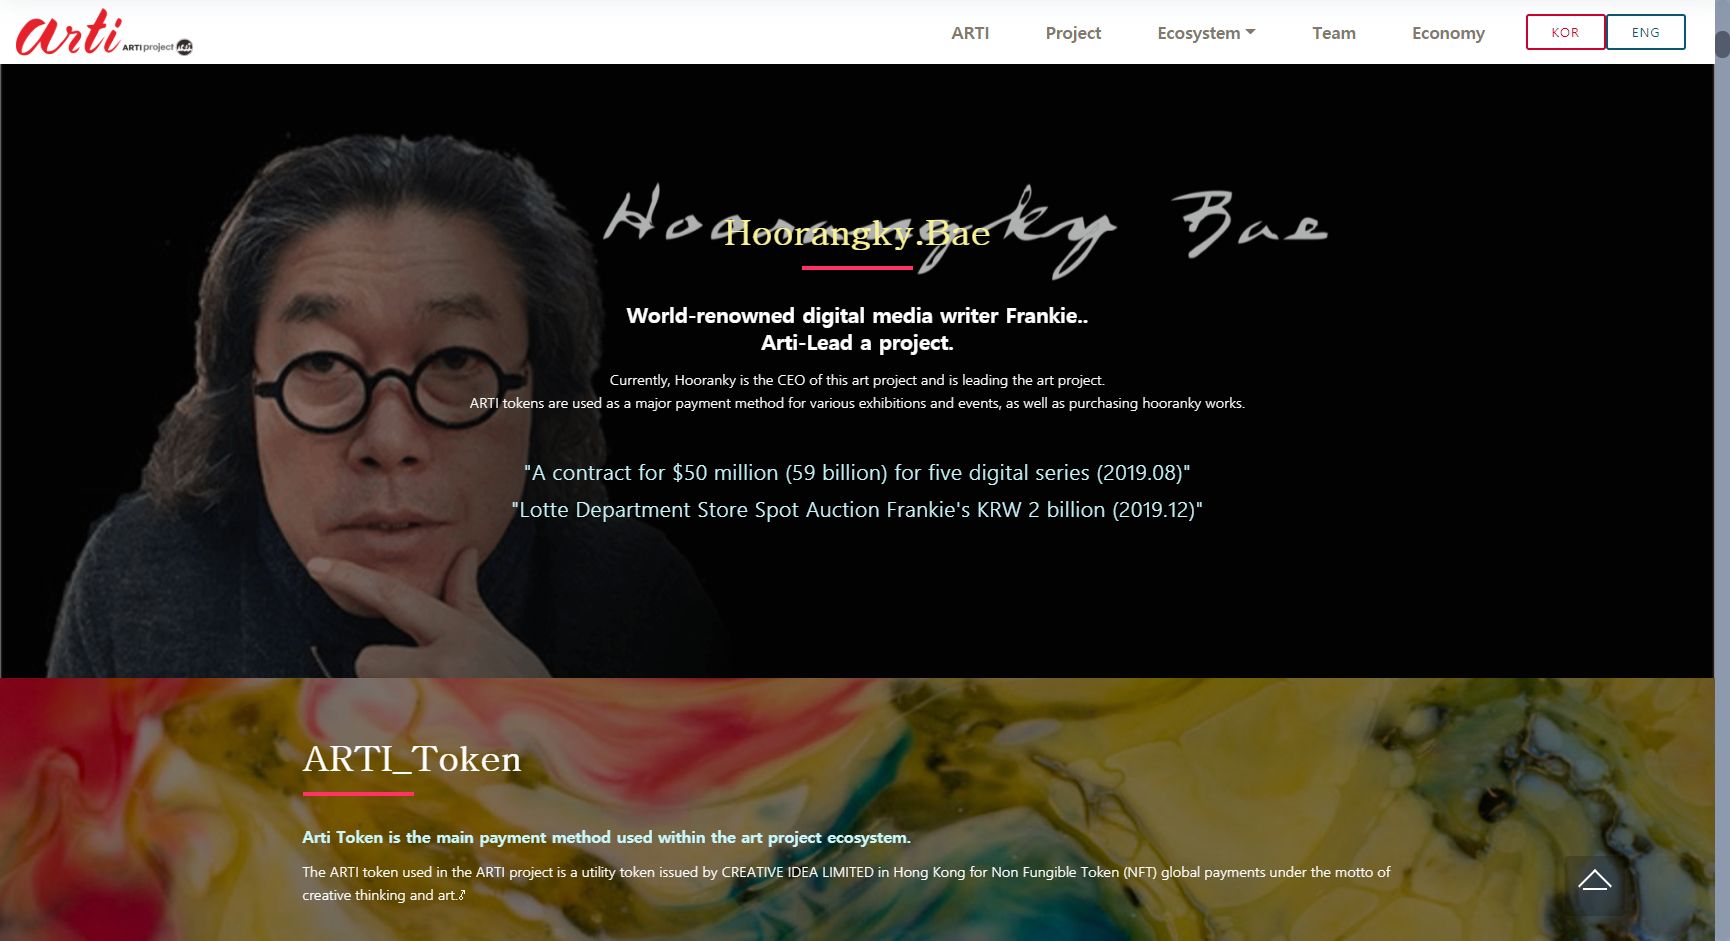 arti ARTI project arti
ARTI Project Ecosystem Team Economy KOR ENG
Hoorangky Bae
Hoorangky.Bae
World-renowned digital media writer Frankie..
Arti-Lead a project.
Currently, Hooranky is the CEO of this art project and is leading the art project.
ARTI tokens are used as a major payment method for various exhibitions and events, as well as purchasing hooranky works.
"A contract for $50 million (59 billion) for five digital series (2019.08)"
"Lotte Department Store Spot Auction Frankie's KRW 2 billion (2019.12)"
ARTI_Token
Arti Token is the main payment method used within the art project ecosystem.
The ARTI token used in the ARTI project is a utility token issued by CREATIVE IDEA LIMITED in Hong Kong for Non Fungible Token (NFT) global payments under the motto of
creative thinking and art.